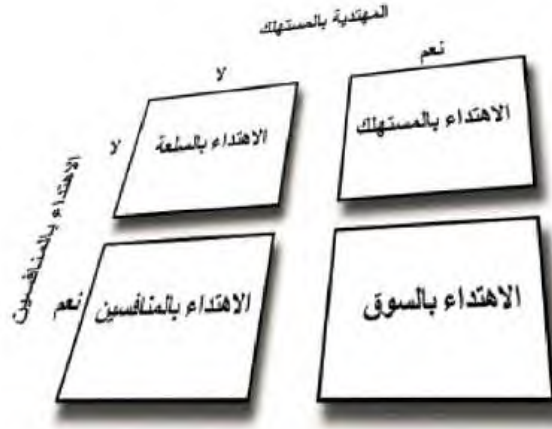 المهتدية بالمستهلك
نعم
لا
الاهتداء بالمستهلك
الاهتداء بالسلعة
لا
الاهتداء بالمنافسين
الاهتداء بالسوق
الاهتداء بالمنافسين
نعم